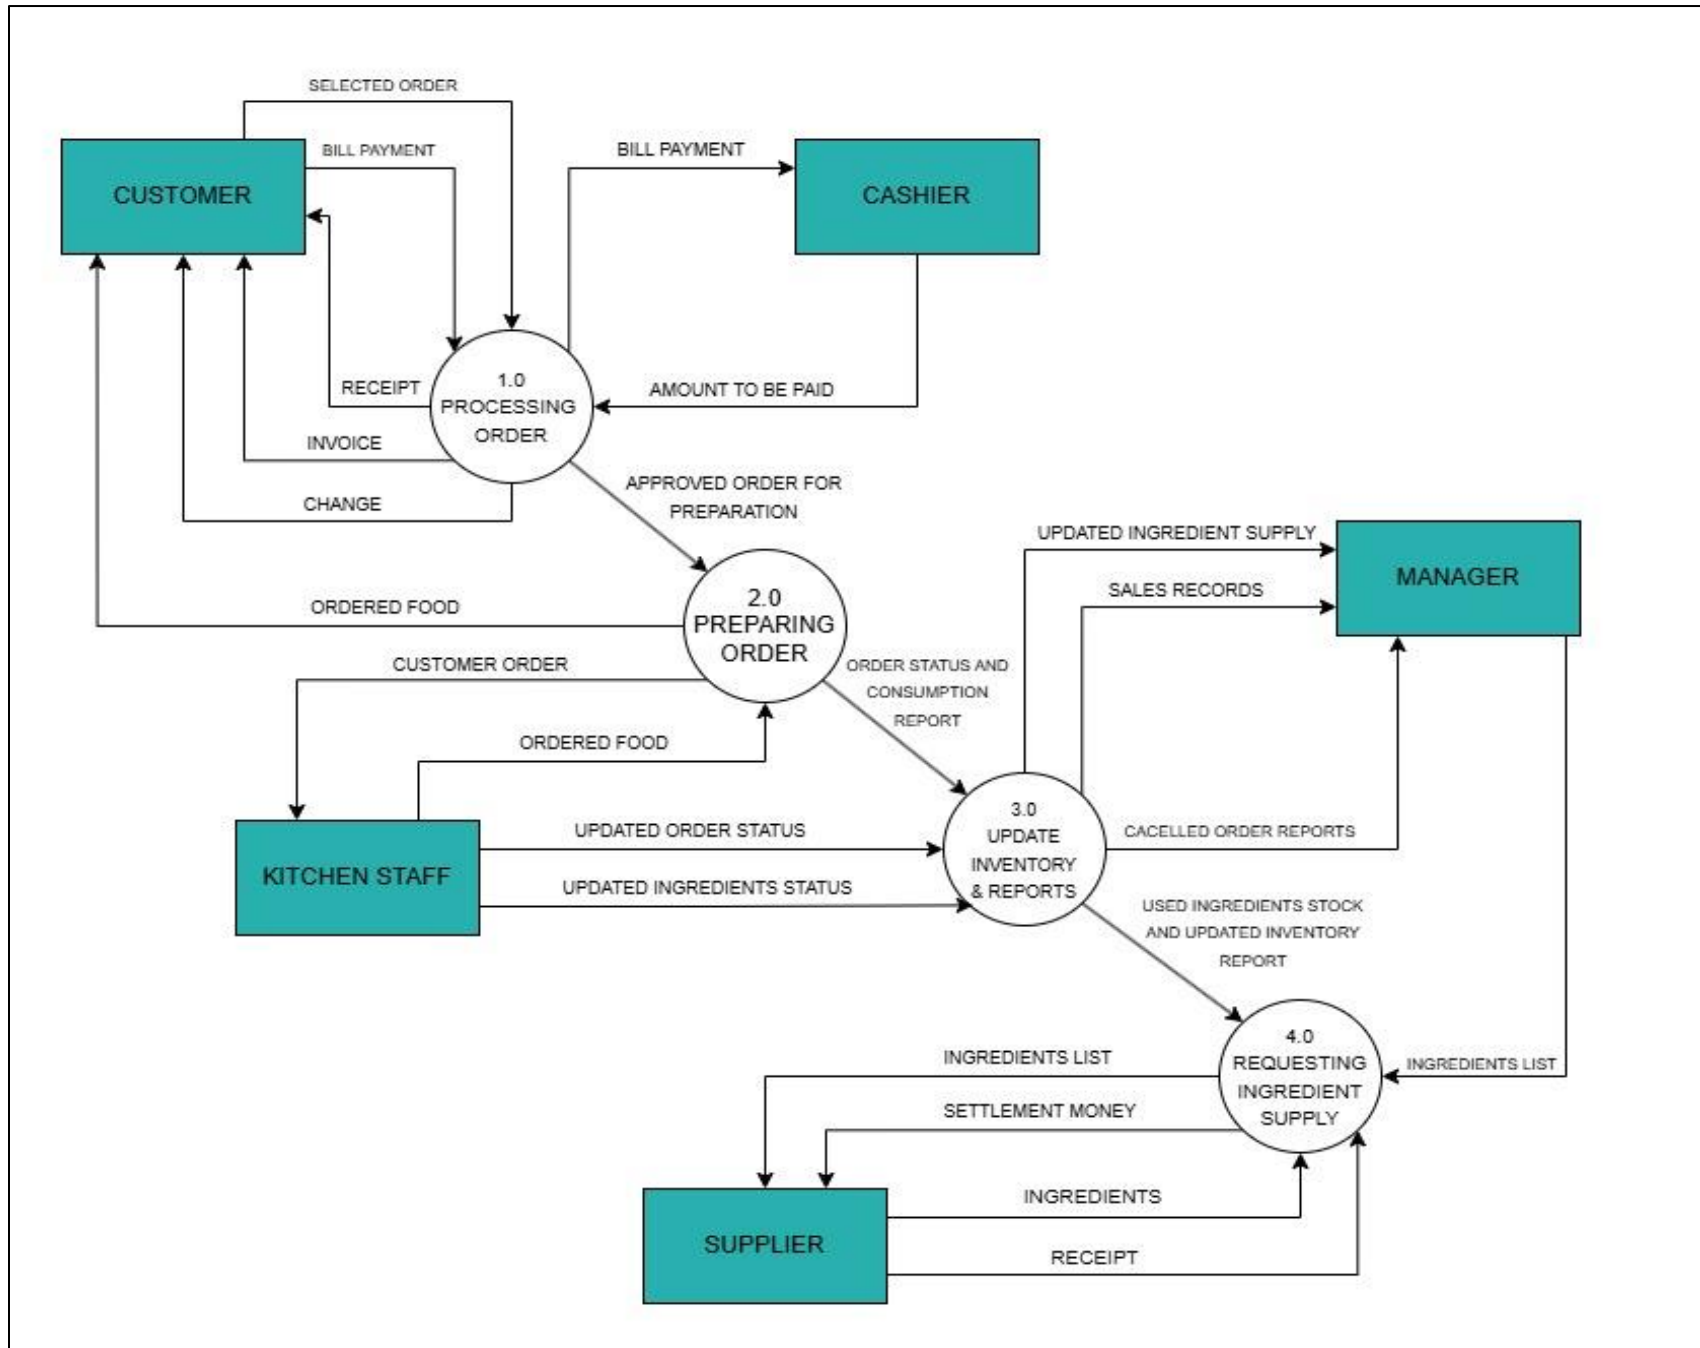 SELECTED ORDER
CUSTOMER
BILL PAYMENT
BILL PAYMENT
CASHIER
RECEIPT
1.0
PROCESSING
ORDER
AMOUNT TO BE PAID
INVOICE
CHANGE
APPROVED ORDER FOR
PREPARATION
UPDATED INGREDIENT SUPPLY
MANAGER
SALES RECORDS
ORDERED FOOD
2.0
PREPARING
ORDER
CUSTOMER ORDER
ORDER STATUS AND
CONSUMPTION
REPORT
ORDERED FOOD
KITCHEN STAFF
UPDATED ORDER STATUS
UPDATED INGREDIENTS STATUS
3.0
UPDATE
INVENTORY
& REPORTS
CACELLED ORDER REPORTS
USED INGREDIENTS STOCK
AND UPDATED INVENTORY
REPORT
INGREDIENTS LIST
4.0
REQUESTING
INGREDIENT
SUPPLY
INGREDIENTS LIST
SETTLEMENT MONEY
SUPPLIER
INGREDIENTS
RECEIPT